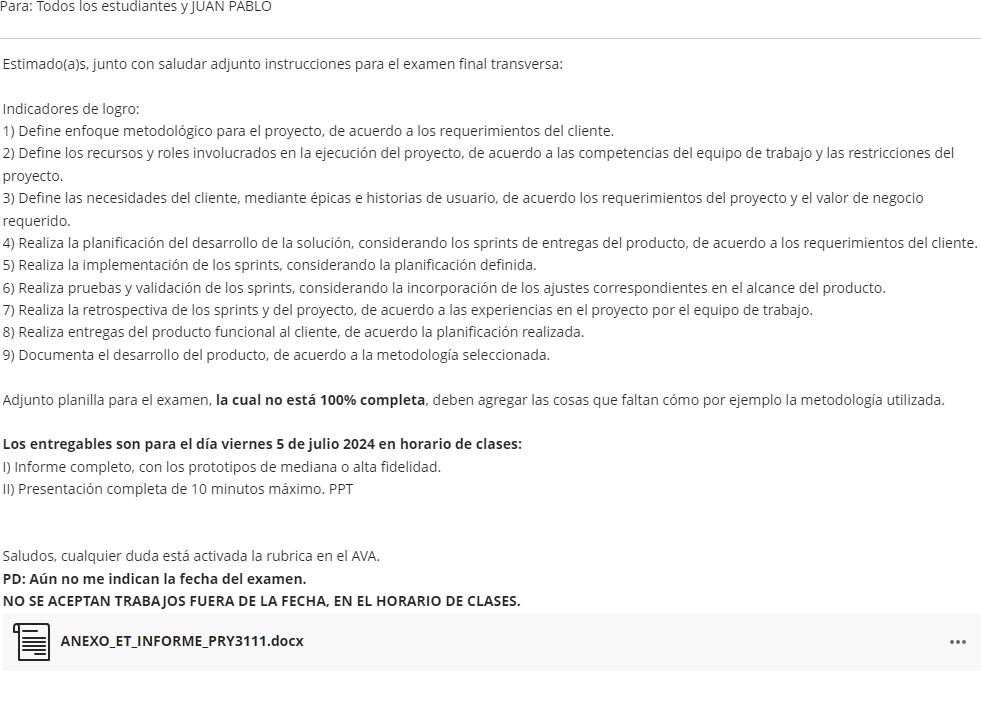 Para: Todos los estudiantes y JUAN PABLO
Estimado(a)s, junto con saludar adjunto instrucciones para el examen final transversa:
Indicadores de logro:
1) Define enfoque metodológico para el proyecto, de acuerdo a los requerimientos del cliente.
2) Define los recursos y roles involucrados en la ejecución del proyecto, de acuerdo a las competencias del equipo de trabajo y las restricciones del
proyecto.
3) Define las necesidades del cliente, mediante épicas e historias de usuario, de acuerdo los requerimientos del proyecto y el valor de negocio
requerido.
4) Realiza la planificación del desarrollo de la solución, considerando los sprints de entregas del producto, de acuerdo a los requerimientos del cliente.
5) Realiza la implementación de los sprints, considerando la planificación definida.
6) Realiza pruebas y validación de los sprints, considerando la incorporación de los ajustes correspondientes en el alcance del producto.
7) Realiza la retrospectiva de los sprints y del proyecto, de acuerdo a las experiencias en el proyecto por el equipo de trabajo.
8) Realiza entregas del producto funcional al cliente, de acuerdo la planificación realizada.
9) Documenta el desarrollo del producto, de acuerdo a la metodología seleccionada.
Adjunto planilla para el examen, la cual no está 100% completa, deben agregar las cosas que faltan cómo por ejemplo la metodología utilizada.
Los entregables son para el día viernes 5 de julio 2024 en horario de clases:
I) Informe completo, con los prototipos de mediana o alta fidelidad.
II) Presentación completa de 10 minutos máximo. PPT
Saludos, cualquier duda está activada la rubrica en el AVA.
PD: Aún no me indican la fecha del examen.
NO SE ACEPTAN TRABAJOS FUERA DE LA FECHA, EN EL HORARIO DE CLASES.
ANEXO_ET_INFORME_PRY3111.docx